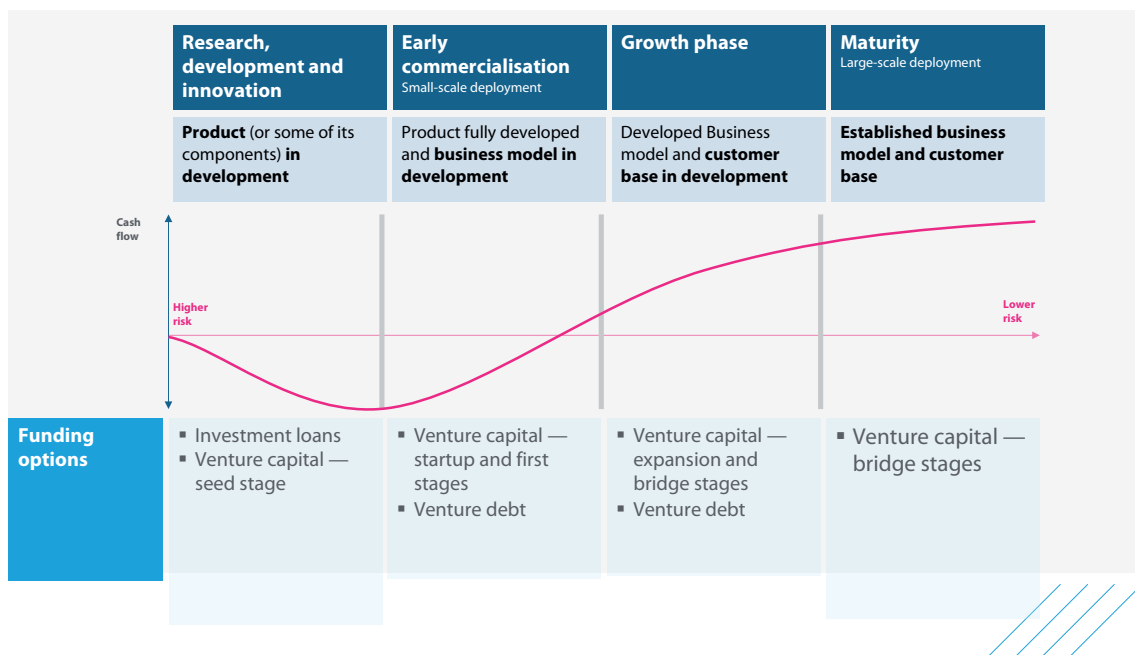 Research,
development and
innovation
Early
commercialisation
Small-scale deployment
Growth phase
Maturity
Large-scale deployment
Product (or some of its
components) in
development
Product fully developed
and business model in
development
Developed Business
model and customer
base in development
Established business
model and customer
base
Cash
flow
Higher
risk
Lower
risk
Funding
options
▪ Investment loans
▪ Venture capital —
seed stage
▪ Venture capital —
startup and first
stages
▪ Venture debt
▪ Venture capital —
expansion and
bridge stages
▪ Venture debt
▪ Venture capital —
bridge stages